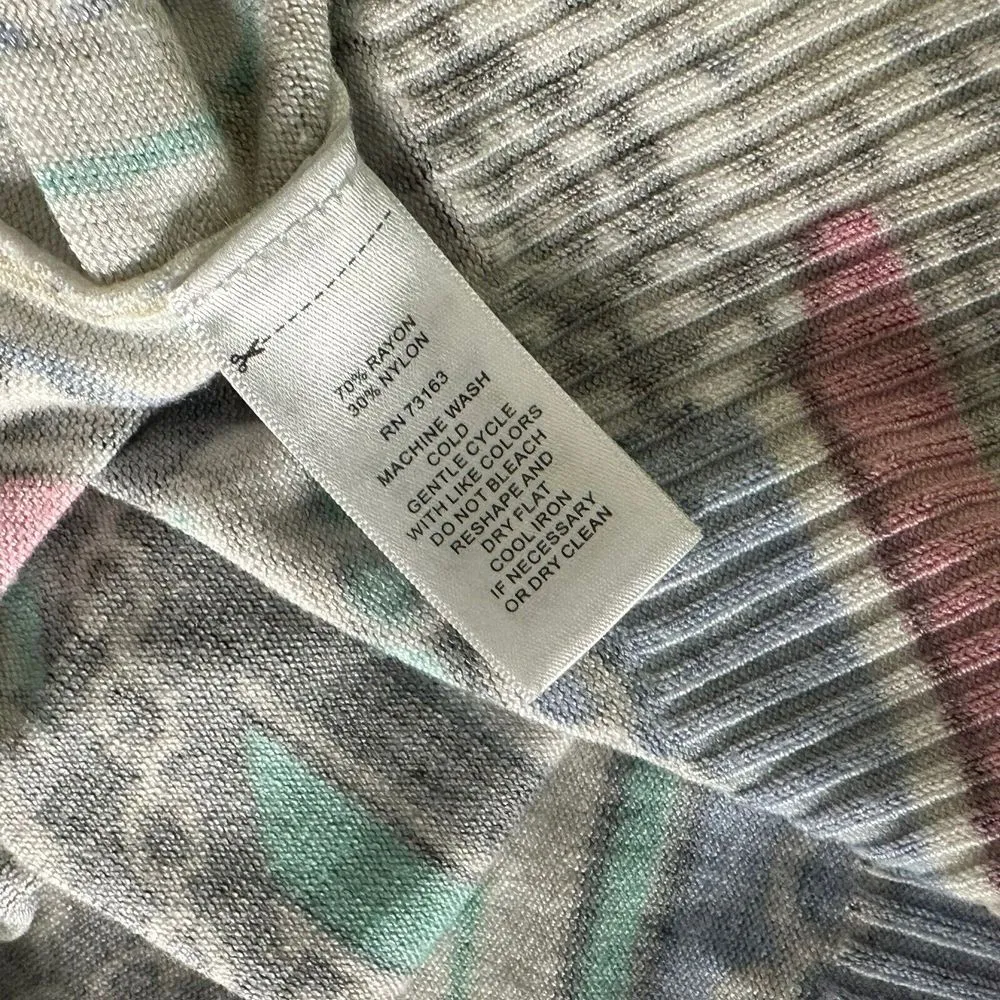 70% RAYON
30% NYLON
RN 73163
MACHINE WASH
COLD
GENTLE CYCLE
WITH LIKE COLORS
DO NOT BLEACH
RESHAPE AND
DRY FLAT
COOL IRON
IF NECESSARY
OR DRY CLEAN